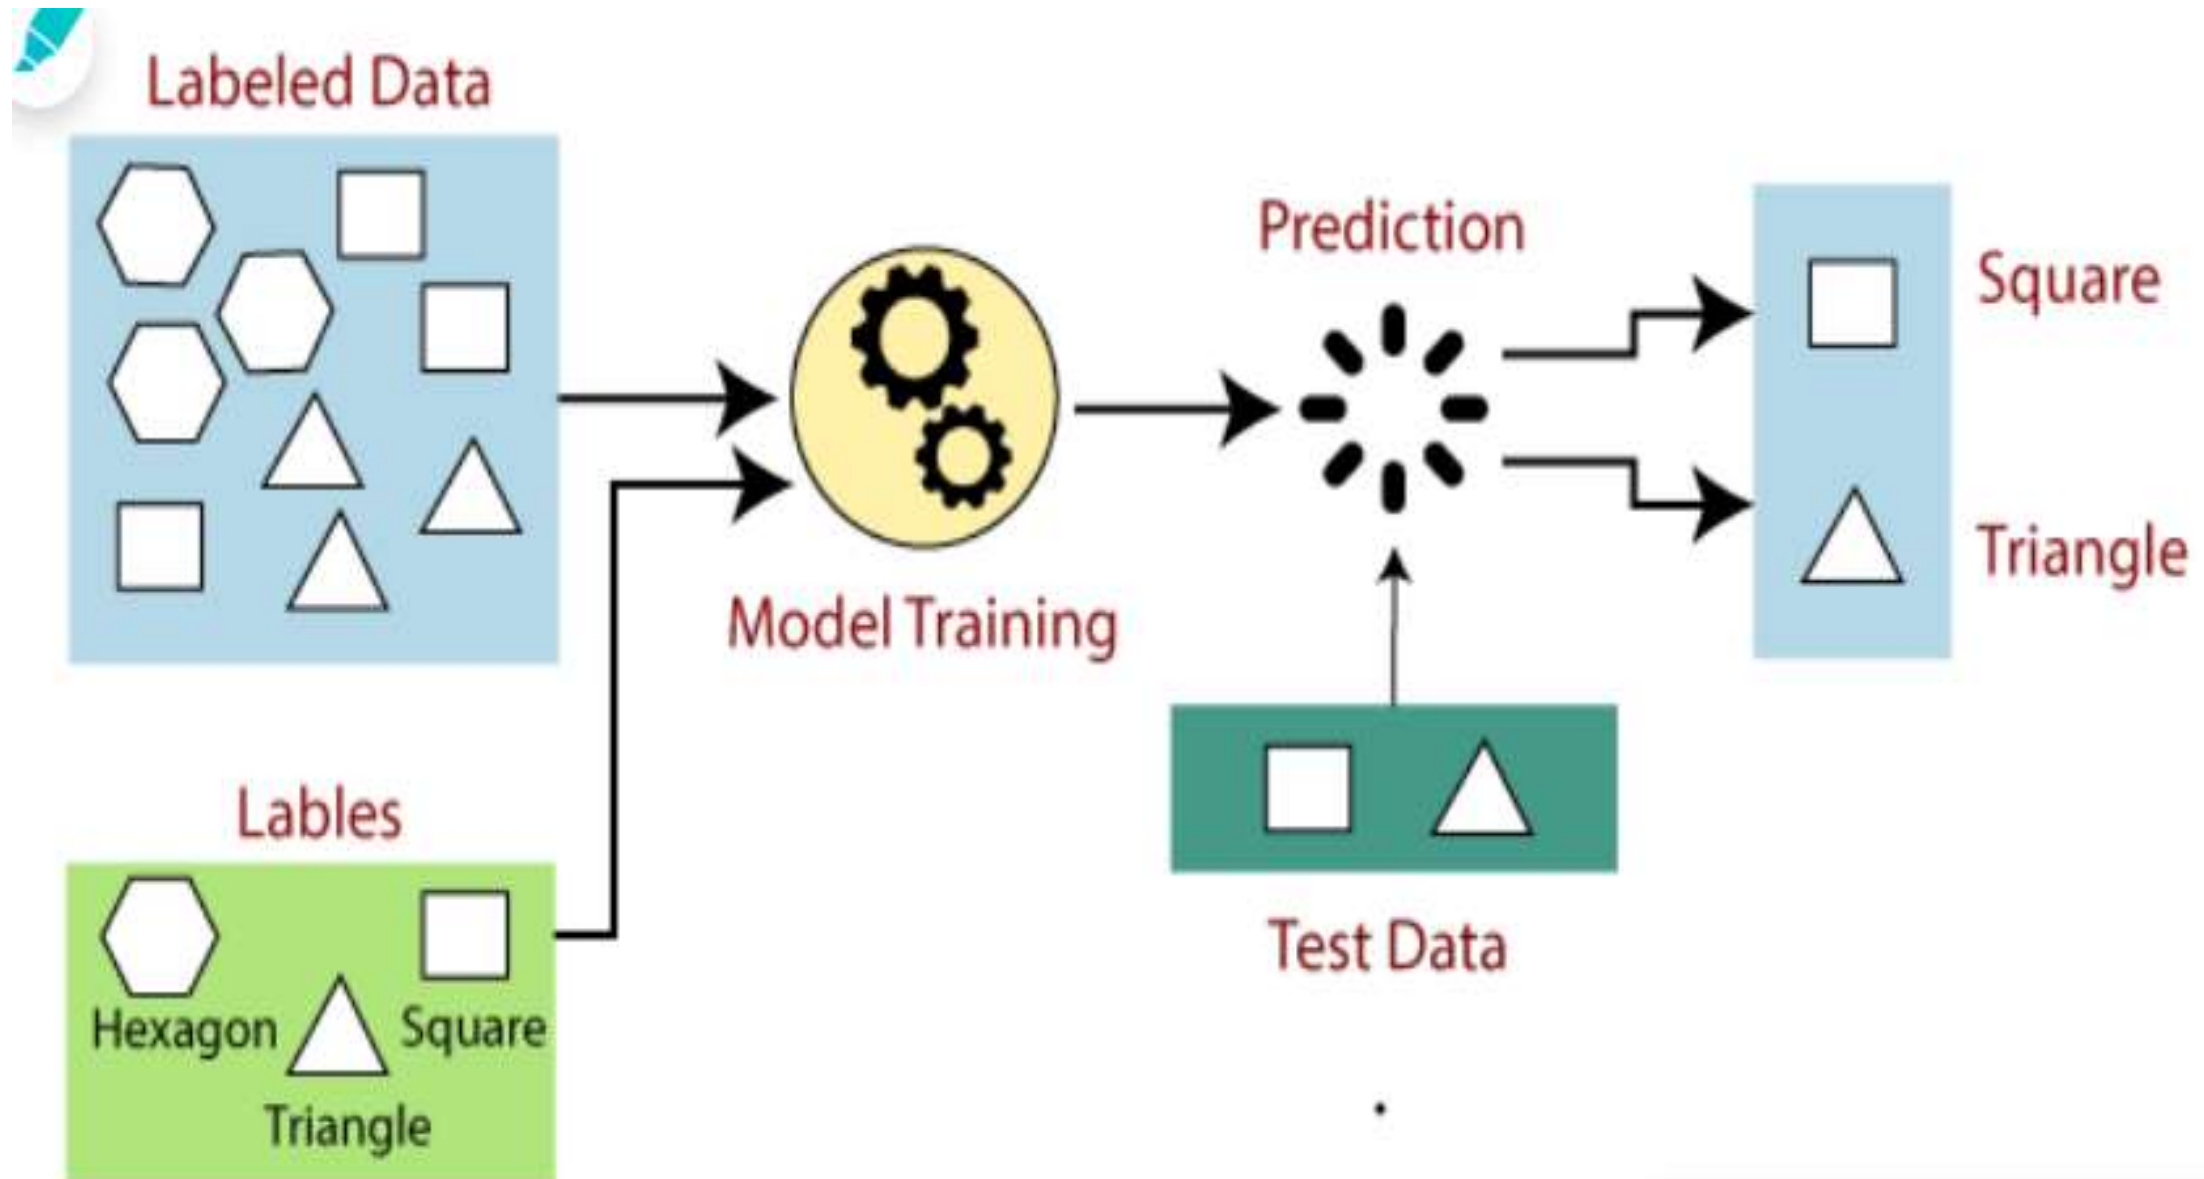 Labeled Data
Prediction
Square
Triangle
Model Training
Lables
Hexagon
Square
Triangle
Test Data